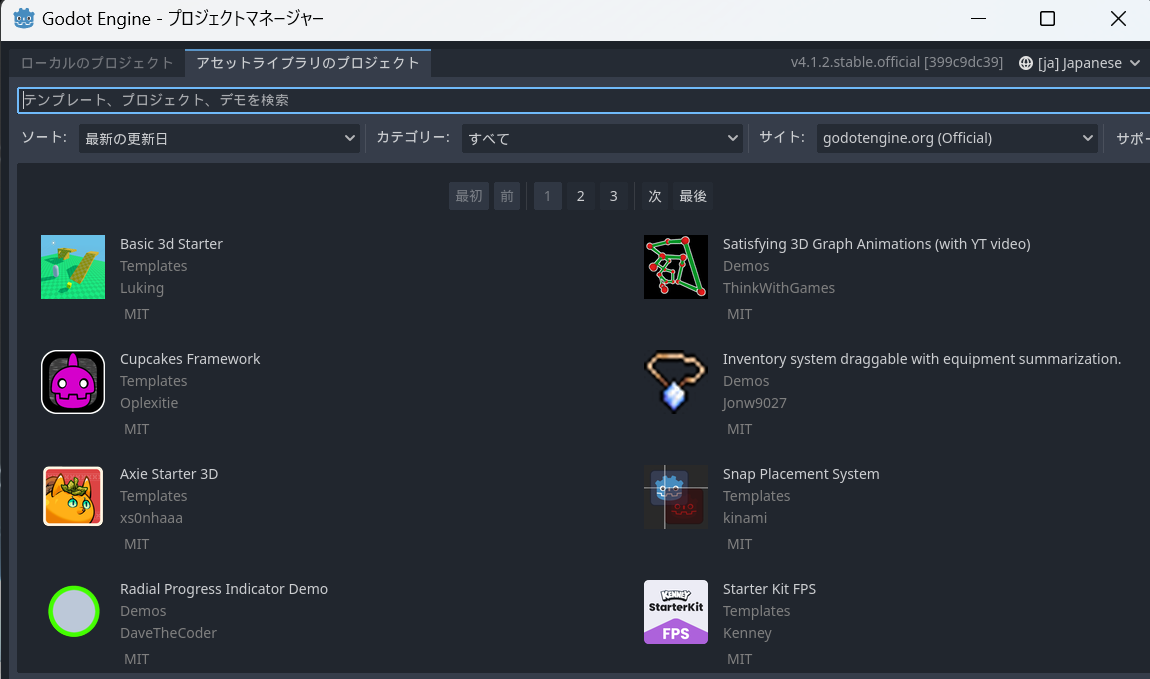 Godot Engine - プロジェクトマネージャー
ローカルのプロジェクト アセットライブラリのプロジェクト v4.1.2.stable.official [399c9dc39] [ja] Japanese
テンプレート、プロジェクト、デモを検索
ソート: 最新の更新日 カテゴリー: すべて サイト: godotengine.org (Official) サポー
最初 前 1 2 3 次 最後
Basic 3d Starter
Templates
Luking
MIT
Satisfying 3D Graph Animations (with YT video)
Demos
ThinkWithGames
MIT
Cupcakes Framework
Templates
Oplexitie
MIT
Inventory system draggable with equipment summarization.
Demos
Jonw9027
MIT
Axie Starter 3D
Templates
xs0nhaaa
MIT
Snap Placement System
Templates
kinami
MIT
Radial Progress Indicator Demo
Demos
DaveTheCoder
MIT
KENNEY
StarterKit
FPS
Starter Kit FPS
Templates
Kenney
MIT